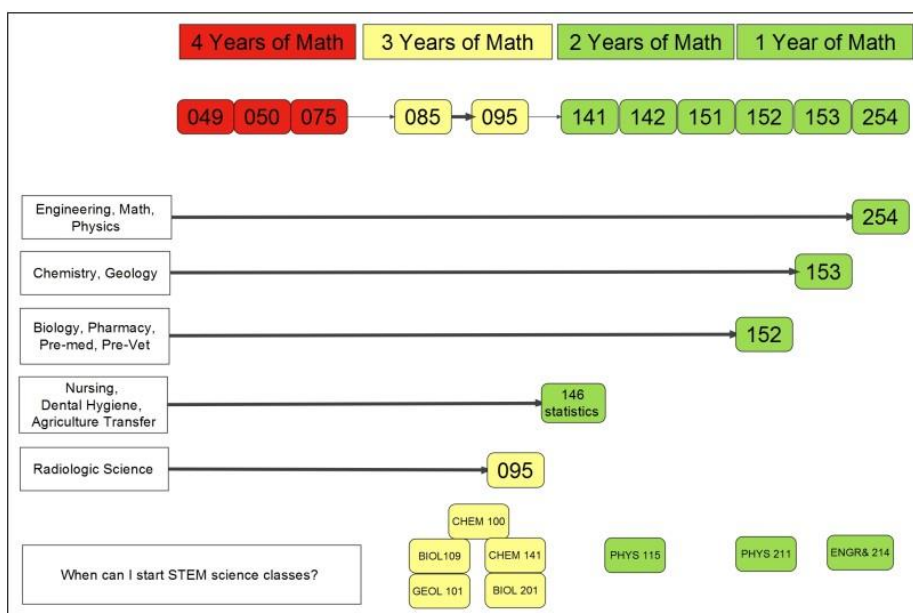 4 Years of Math
3 Years of Math
2 Years of Math
1 Year of Math
049
050
075
085
095
141
142
151
152
153
254
Engineering, Math,
Physics
254
Chemistry, Geology
153
Biology, Pharmacy,
Pre-med, Pre-Vet
152
Nursing,
Dental Hygiene,
Agriculture Transfer
146
statistics
Radiologic Science
095
When can I start STEM science classes?
CHEM 100
BIOL109
CHEM 141
GEOL 101
BIOL 201
PHYS 115
PHYS 211
ENGR& 214